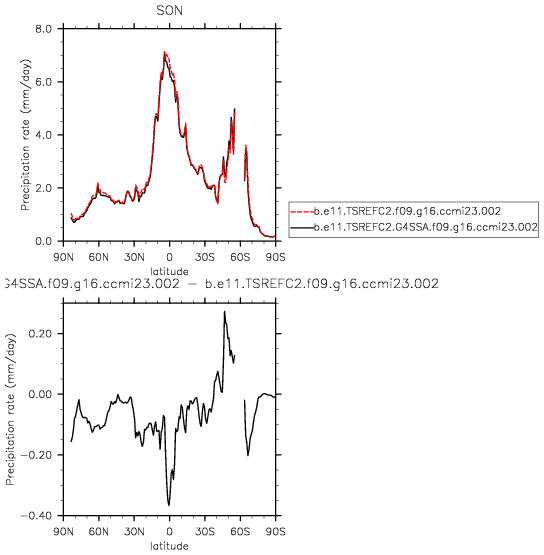 SON
8.0
6.0
4.0
2.0
0.0
Precipitation rate (mm/day)
90N 60N 30N 0 30S 60S 90S
latitude
b.e11.TSREFC2.f09.g16.ccmi23.002
b.e11.TSREFC2.G4SSA.f09.g16.ccmi23.002
G4SSA.f09.g16.ccmi23.002 — b.e11.TSREFC2.f09.g16.ccmi23.002
0.20
0.00
−0.20
−0.40
Precipitation rate (mm/day)
90N 60N 30N 0 30S 60S 90S
latitude